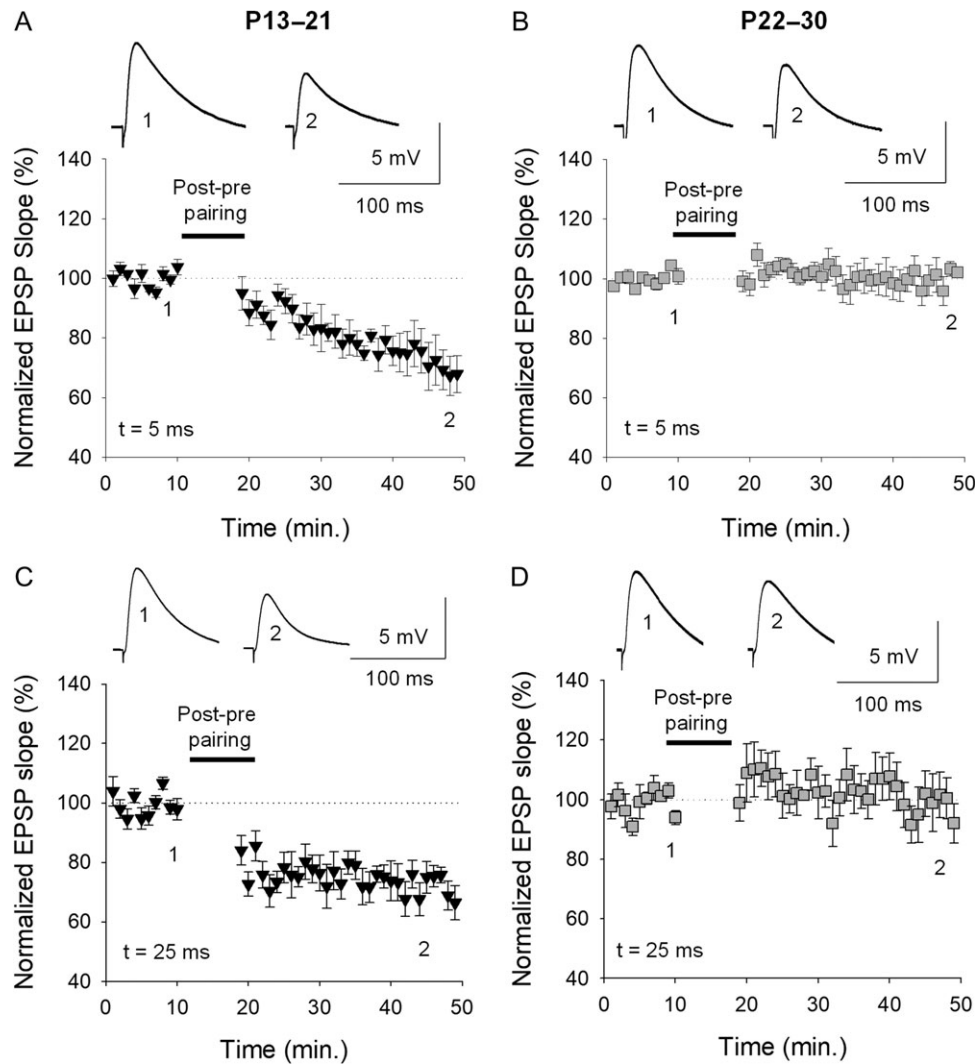 A
P13–21
1
2
5 mV
100 ms
Normalized EPSP Slope (%)
140
120
100
80
60
40
Post-pre
pairing
1
2
t = 5 ms
0 10 20 30 40 50
Time (min.)
B
P22–30
1
2
5 mV
100 ms
Normalized EPSP Slope (%)
140
120
100
80
60
40
Post-pre
pairing
1
2
t = 5 ms
0 10 20 30 40 50
Time (min.)
C
1
2
5 mV
100 ms
Normalized EPSP slope (%)
140
120
100
80
60
40
Post-pre
pairing
1
2
t = 25 ms
0 10 20 30 40 50
Time (min.)
D
1
2
5 mV
100 ms
Normalized EPSP slope (%)
140
120
100
80
60
40
Post-pre
pairing
1
2
t = 25 ms
0 10 20 30 40 50
Time (min.)